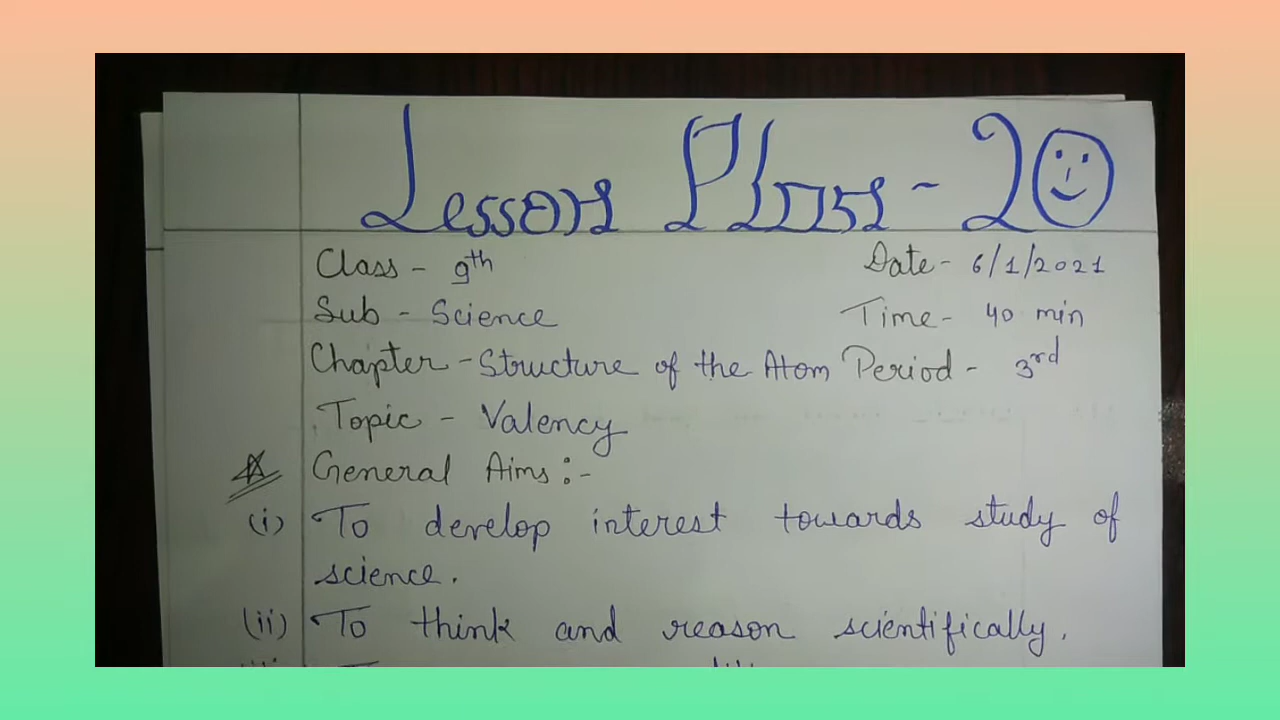 Lesson Plan - 20
Class - 9th
Date - 6/1/2021
Sub - Science
Time - 40 min
Chapter - Structure of the Atom
Period - 3rd
Topic - Valency
General Aims :-
(i) To develop interest towards study of
science.
(ii) To think and reason scientifically.